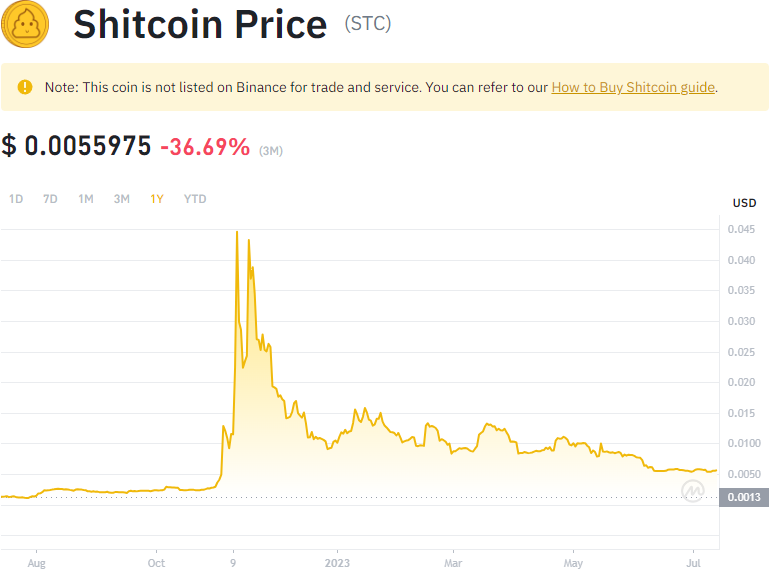 Shitcoin Price (STC)
Note: This coin is not listed on Binance for trade and service. You can refer to our How to Buy Shitcoin guide.
$ 0.0055975 -36.69% (3M)
1D 7D 1M 3M 1Y YTD
USD
0.045
0.040
0.035
0.030
0.025
0.020
0.015
0.0100
0.0050
0.0013
Aug Oct 9 2023 Mar May Jul